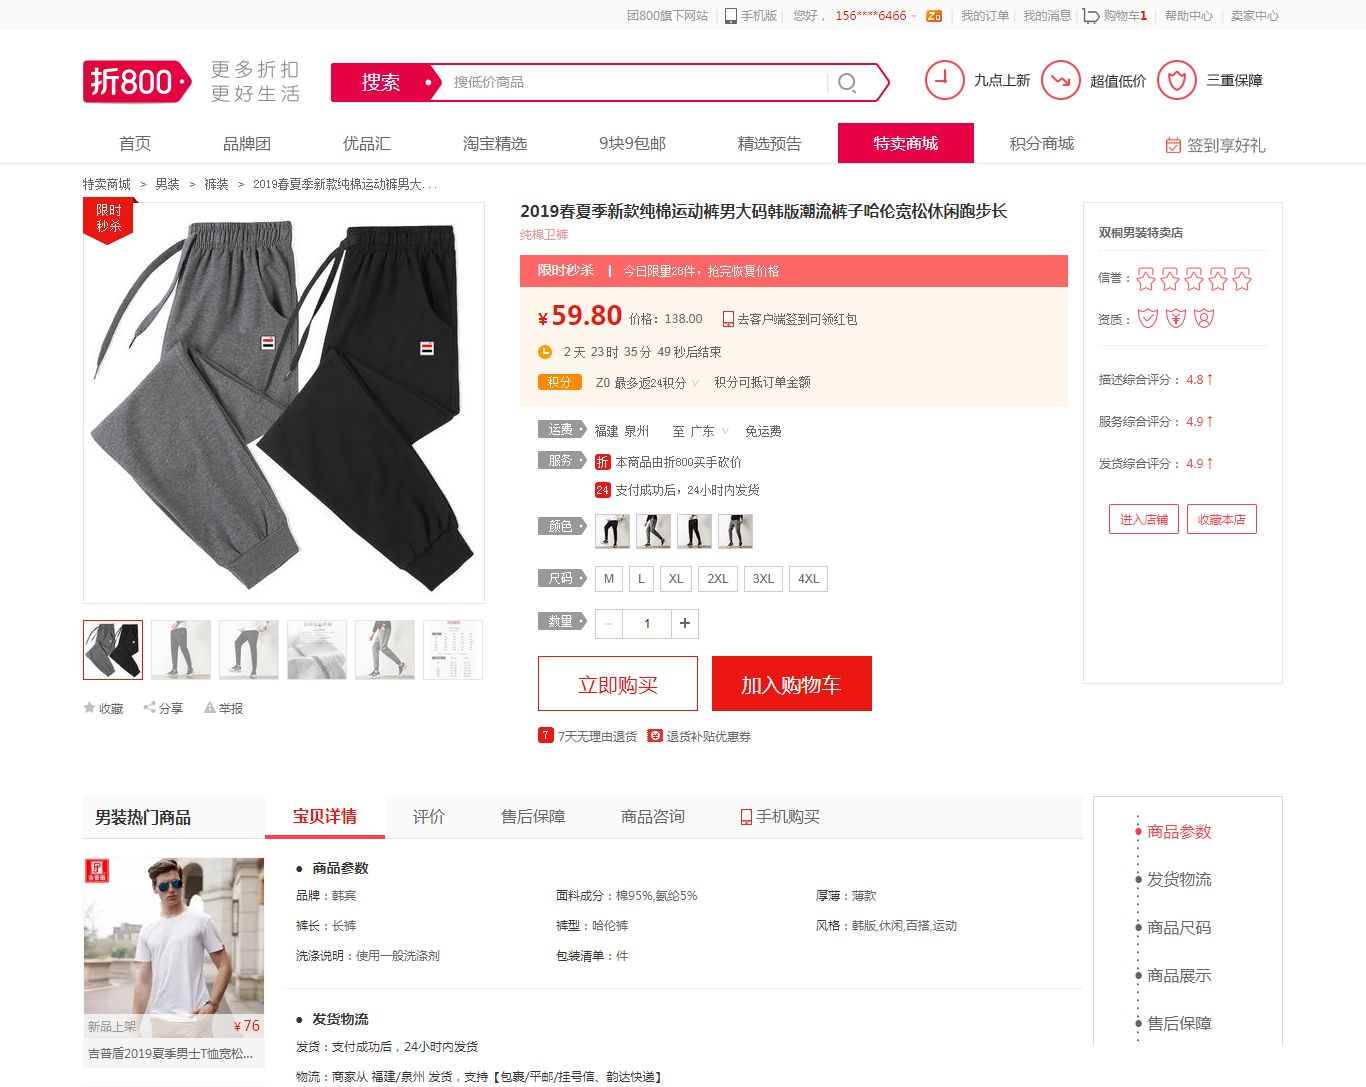 团800旗下网站 手机版 您好， 156****6466 Zo 我的订单 我的消息 购物车1 帮助中心 卖家中心
折800 更多折扣
更好生活
搜索 搜低价商品
九点上新 超值低价 三重保障
首页 品牌团 优品汇 淘宝精选 9块9包邮 精选预告 特卖商城 积分商城 签到享好礼
特卖商城 > 男装 > 裤装 > 2019春夏季新款纯棉运动裤男大...
限时
秒杀
2019春夏季新款纯棉运动裤男大码韩版潮流裤子哈伦宽松休闲跑步长
纯棉卫裤
限时秒杀 | 今日限量28件，抢完恢复价格
¥59.80 价格：138.00 去客户端签到可领红包
2 天 23 时 35 分 49 秒后结束
积分 Z0 最多返24积分 积分可抵订单金额
运费 福建 泉州 至 广东 免运费
服务 折 本商品由折800买手砍价
24 支付成功后，24小时内发货
颜色
尺码 M L XL 2XL 3XL 4XL
数量 － 1 +
立即购买 加入购物车
7 7天无理由退货 退货补贴优惠券
收藏 分享 举报
双桐男装特卖店
信誉：
资质： ¥
描述综合评分： 4.8↑
服务综合评分： 4.9↑
发货综合评分： 4.9↑
进入店铺 收藏本店
男装热门商品
吉普盾
新品上架 ¥76
吉普盾2019夏季男士T恤宽松...
宝贝详情 评价 售后保障 商品咨询 手机购买
● 商品参数
品牌：韩宾 面料成分：棉95%,氨纶5% 厚薄：薄款
裤长：长裤 裤型：哈伦裤 风格：韩版,休闲,百搭,运动
洗涤说明：使用一般洗涤剂 包装清单：件
● 发货物流
发货：支付成功后，24小时内发货
物流：商家从 福建/泉州 发货，支持【包裹/平邮/挂号信、韵达快递】
商品参数
发货物流
商品尺码
商品展示
售后保障